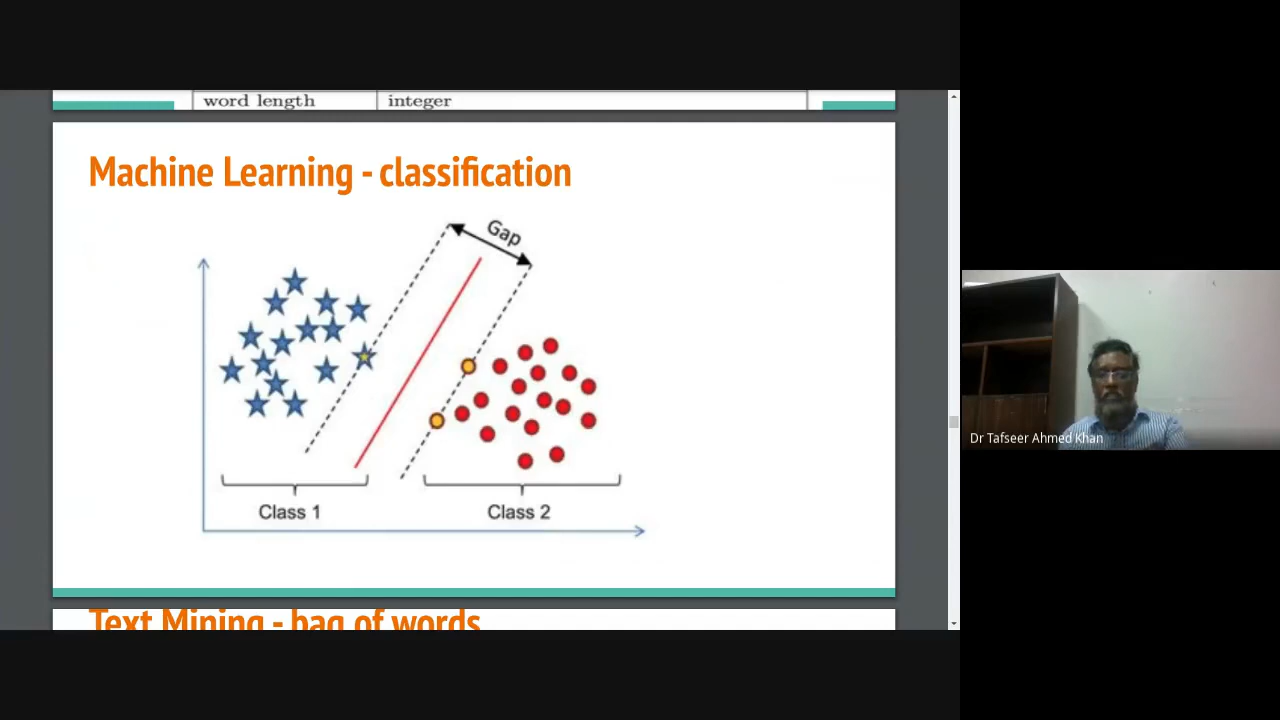 word length integer
Machine Learning - classification
Gap
Class 1 Class 2
Text Mining - bag of words
Dr Tafseer Ahmed Khan